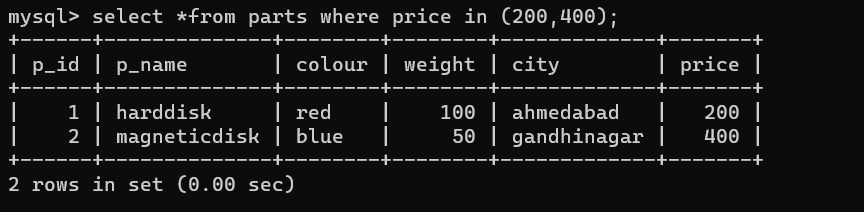 mysql> select *from parts where price in (200,400);
+------+--------------+--------+--------+-------------+-------+
| p_id | p_name       | colour | weight | city        | price |
+------+--------------+--------+--------+-------------+-------+
|    1 | harddisk     | red    |    100 | ahmedabad   |   200 |
|    2 | magneticdisk | blue   |     50 | gandhinagar |   400 |
+------+--------------+--------+--------+-------------+-------+
2 rows in set (0.00 sec)